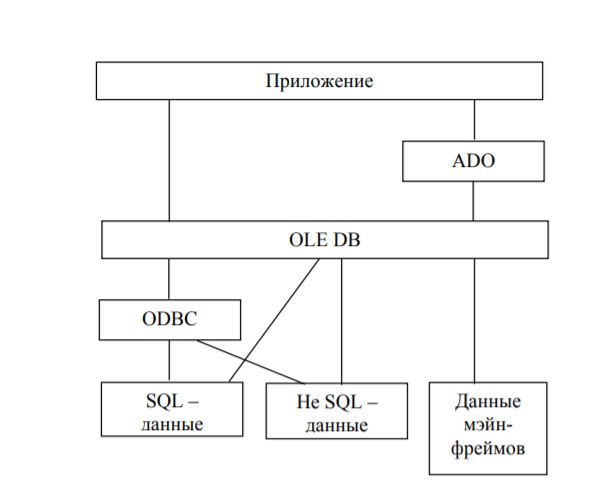 Приложение
ADO
OLE DB
ODBC
SQL –
данные
Не SQL –
данные
Данные
мэйн-
фреймов